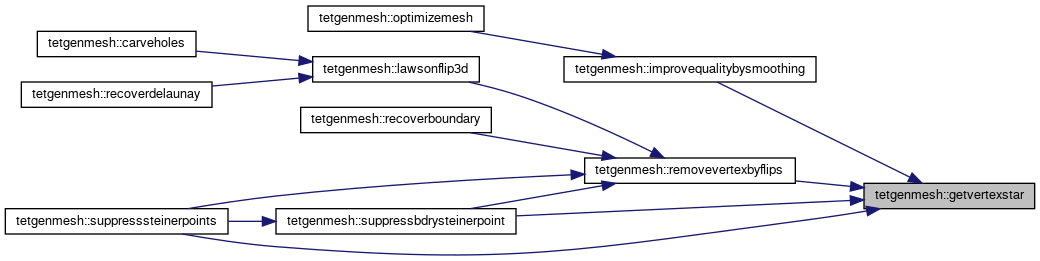 tetgenmesh::optimizemesh
tetgenmesh::carveholes
tetgenmesh::lawsonflip3d
tetgenmesh::improvequalitybysmoothing
tetgenmesh::recoverdelaunay
tetgenmesh::recoverboundary
tetgenmesh::removevertexbyflips
tetgenmesh::getvertexstar
tetgenmesh::suppresssteinerpoints
tetgenmesh::suppressbdrysteinerpoint